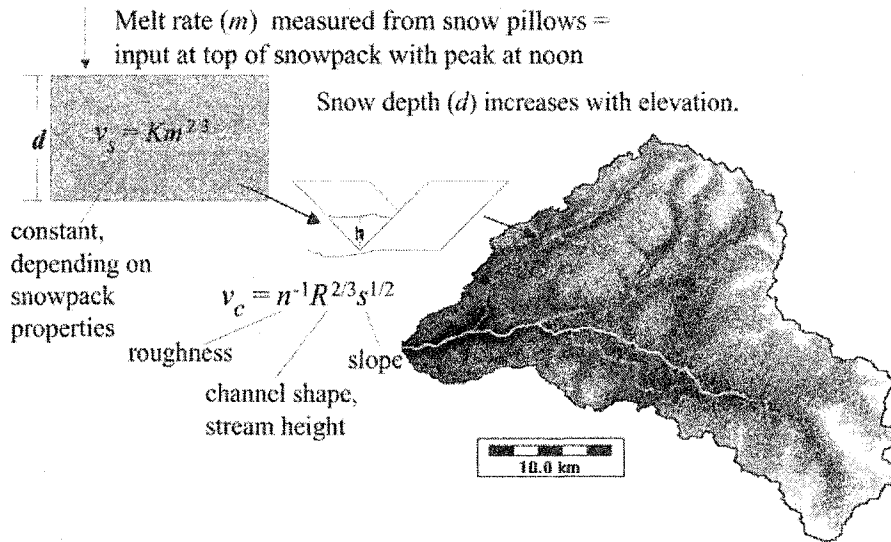 Melt rate (m) measured from snow pillows =
input at top of snowpack with peak at noon
Snow depth (d) increases with elevation.
d
v_s = Km^2/3
h
constant,
depending on
snowpack
properties
v_c = n^-1 R^2/3 s^1/2
roughness
slope
channel shape,
stream height
10.0 km